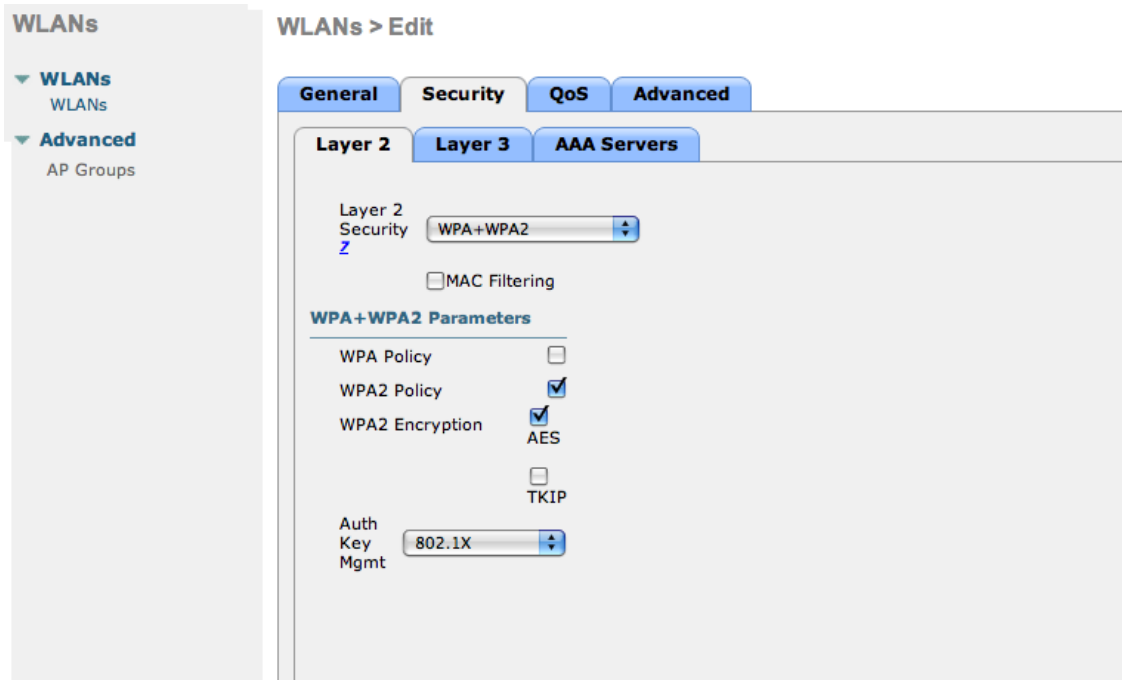 WLANs
WLANs
WLANs
Advanced
AP Groups
WLANs > Edit
General Security QoS Advanced
Layer 2 Layer 3 AAA Servers
Layer 2
Security
7
WPA+WPA2
MAC Filtering
WPA+WPA2 Parameters
WPA Policy
WPA2 Policy
WPA2 Encryption
AES
TKIP
Auth
Key
Mgmt
802.1X